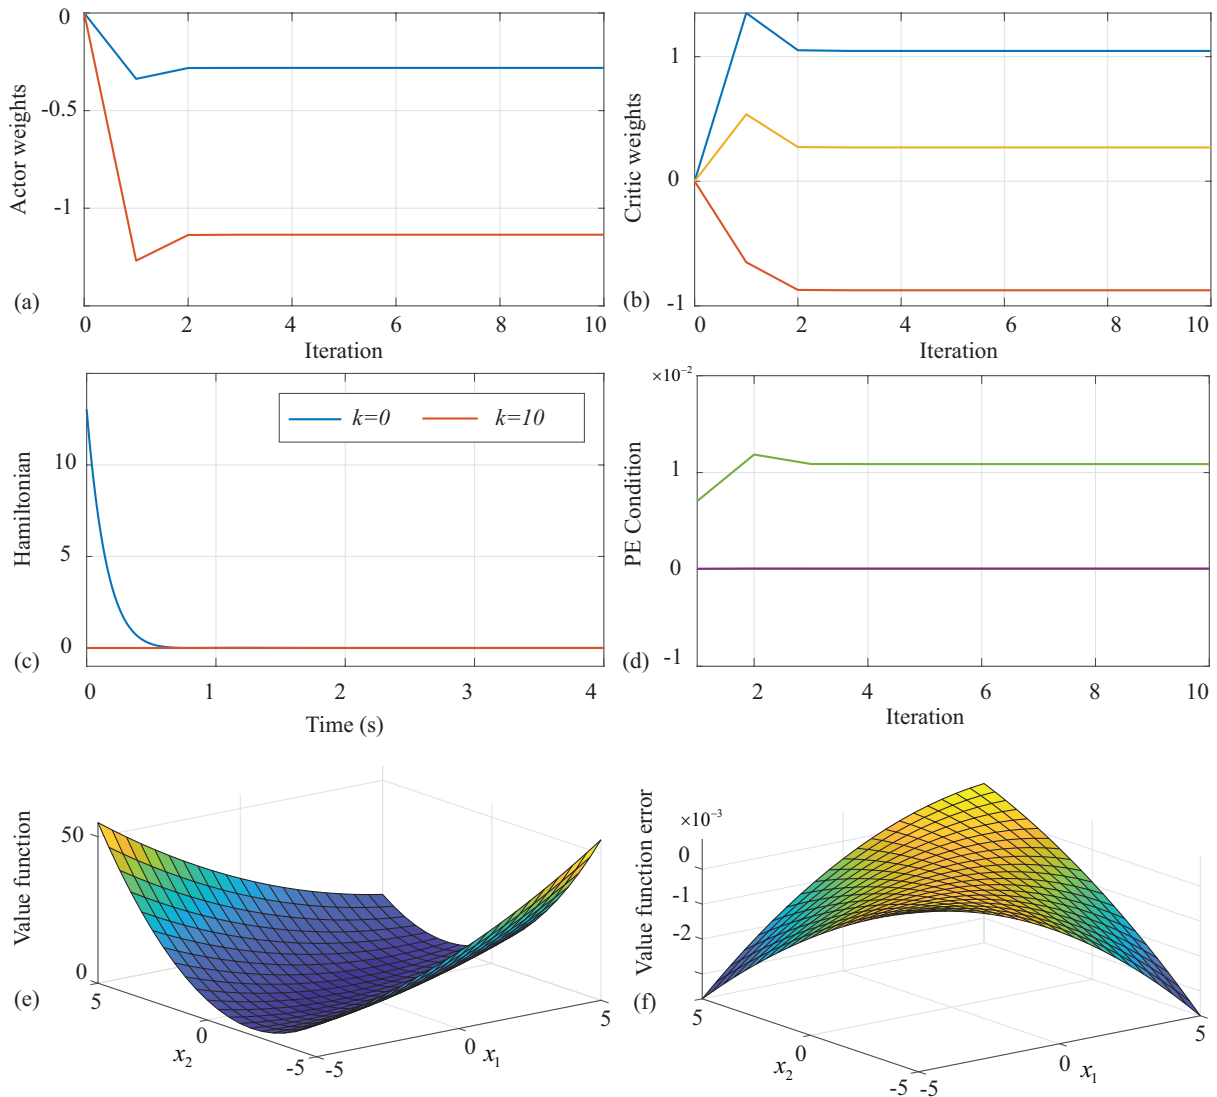 0
-0.5
-1
Actor weights
(a)
0 2 4 6 8 10
Iteration
1
0
-1
Critic weights
(b)
0 2 4 6 8 10
Iteration
10
5
0
Hamiltonian
k=0 k=10
(c)
0 1 2 3 4
Time (s)
×10⁻²
1
0
-1
PE Condition
(d)
2 4 6 8 10
Iteration
50
0
Value function
(e)
5 0 -5
x₂
-5 0 5
x₁
×10⁻³
0
-1
-2
Value function error
(f)
5 0 -5
x₂
-5 0 5
x₁